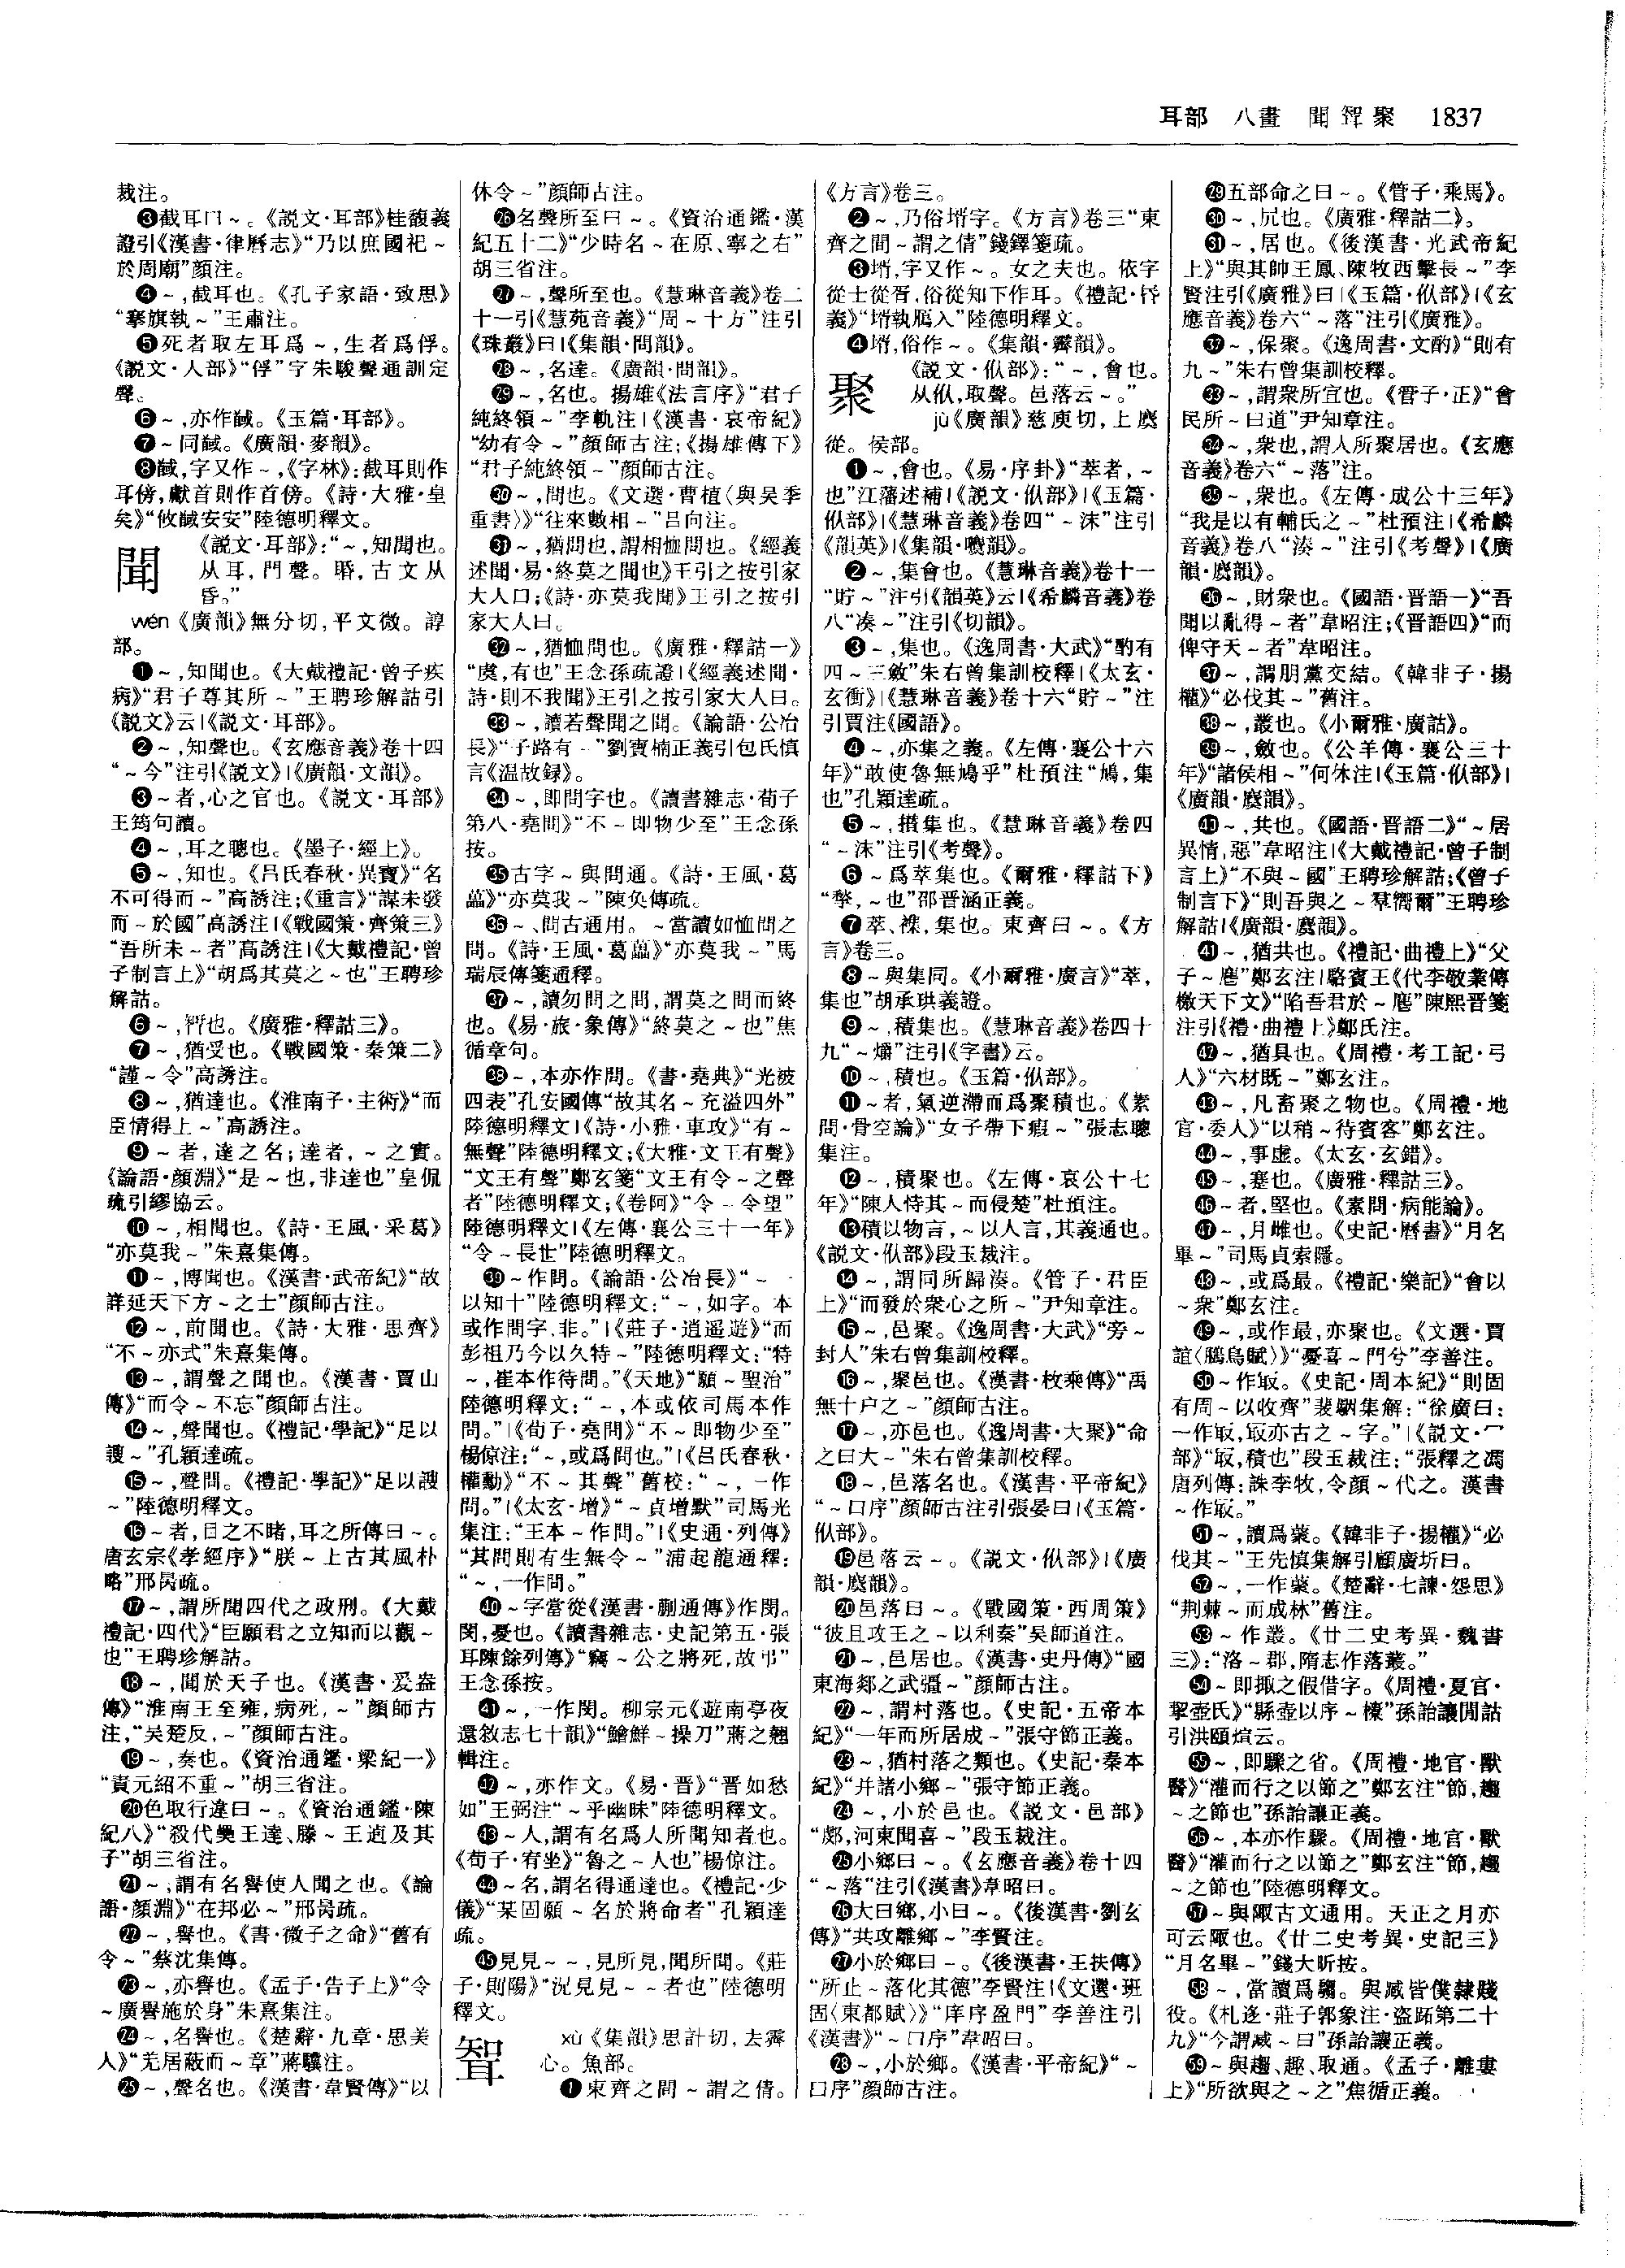 耳部　八畫　聞聟聚　1837
裁注。
❸截耳曰～。《説文·耳部》桂馥義
證引《漢書·律曆志》“乃以庶國祀～
於周廟”顔注。
❹～,截耳也。《孔子家語·致思》
“搴旗執～”王肅注。
❺死者取左耳爲～,生者爲俘。
《説文·人部》“俘”字朱駿聲通訓定
聲。
❻～,亦作馘。《玉篇·耳部》。
❼～同馘。《廣韻·麥韻》。
❽馘,字又作～,《字林》:截耳則作
耳傍,獻首則作首傍。《詩·大雅·皇
矣》“攸馘安安”陸德明釋文。
聞　《説文·耳部》:“～,知聞也。
从耳,門聲。䎽,古文从
昏。”
wén《廣韻》無分切,平文微。諄
部。
❶～,知聞也。《大戴禮記·曾子疾
病》“君子尊其所～”王聘珍解詁引
《説文》云|《説文·耳部》。
❷～,知聲也。《玄應音義》卷十四
“～今”注引《説文》|《廣韻·文韻》。
❸～者,心之官也。《説文·耳部》
王筠句讀。
❹～,耳之聰也。《墨子·經上》。
❺～,知也。《吕氏春秋·異寶》“名
不可得而～”高誘注;《重言》“謀未發
而～於國”高誘注|《戰國策·齊策三》
“吾所未～者”高誘注|《大戴禮記·曾
子制言上》“胡爲其莫之～也”王聘珍
解詁。
❻～,智也。《廣雅·釋詁三》。
❼～,猶受也。《戰國策·秦策二》
“謹～令”高誘注。
❽～,猶達也。《淮南子·主術》“而
臣情得上～”高誘注。
❾～者,達之名;達者,～之實。
《論語·顔淵》“是～也,非達也”皇侃
疏引繆協云。
❿～,相聞也。《詩·王風·采葛》
“亦莫我～”朱熹集傳。
⓫～,博聞也。《漢書·武帝紀》“故
詳延天下方～之士”顔師古注。
⓬～,前聞也。《詩·大雅·思齊》
“不～亦式”朱熹集傳。
⓭～,謂聲之聞也。《漢書·賈山
傳》“而令～不忘”顔師古注。
⓮～,聲聞也。《禮記·學記》“足以
謏～”孔穎達疏。
⓯～,聲問。《禮記·學記》“足以謏
～”陸德明釋文。
⓰～者,目之不睹,耳之所傳曰～。
唐玄宗《孝經序》“朕～上古其風朴
略”邢昺疏。
⓱～,謂所聞四代之政刑。《大戴
禮記·四代》“臣願君之立知而以觀～
也”王聘珍解詁。
⓲～,聞於天子也。《漢書·爰盎
傳》“淮南王至雍,病死,～”顔師古
注,“吴楚反,～”顔師古注。
⓳～,奏也。《資治通鑑·梁紀一》
“責元紹不重～”胡三省注。
⓴色取行違曰～。《資治通鑑·陳
紀八》“殺代奰王達、滕～王逌及其
子”胡三省注。
㉑～,謂有名譽使人聞之也。《論
語·顔淵》“在邦必～”邢昺疏。
㉒～,譽也。《書·微子之命》“舊有
令～”蔡沈集傳。
㉓～,亦譽也。《孟子·告子上》“令
～廣譽施於身”朱熹集注。
㉔～,名譽也。《楚辭·九章·思美
人》“羌居蔽而～章”蔣驥注。
㉕～,聲名也。《漢書·韋賢傳》“以
休令～”顔師古注。
㉖名聲所至曰～。《資治通鑑·漢
紀五十二》“少時名～在原、寧之右”
胡三省注。
㉗～,聲所至也。《慧琳音義》卷二
十一引《慧苑音義》“周～十方”注引
《珠叢》曰|《集韻·問韻》。
㉘～,名達。《廣韻·問韻》。
㉙～,名也。揚雄《法言序》“君子
純終領～”李軌注|《漢書·哀帝紀》
“幼有令～”顔師古注;《揚雄傳下》
“君子純終領～”顔師古注。
㉚～,問也。《文選·曹植〈與吴季
重書〉》“往來數相～”吕向注。
㉛～,猶問也,謂相恤問也。《經義
述聞·易·終莫之聞也》王引之按引家
大人曰;《詩·亦莫我聞》王引之按引
家大人曰。
㉜～,猶恤問也。《廣雅·釋詁一》
“虞,有也”王念孫疏證|《經義述聞·
詩·則不我聞》王引之按引家大人曰。
㉝～,讀若聲聞之聞。《論語·公冶
長》“子路有～”劉寶楠正義引包氏慎
言《温故録》。
㉞～,即問字也。《讀書雜志·荀子
第八·堯問》“不～即物少至”王念孫
按。
㉟古字～與問通。《詩·王風·葛
藟》“亦莫我～”陳奂傳疏。
㊱～、問古通用。～當讀如恤問之
問。《詩·王風·葛藟》“亦莫我～”馬
瑞辰傳箋通釋。
㊲～,讀勿問之問,謂莫之問而終
也。《易·旅·象傳》“終莫之～也”焦
循章句。
㊳～,本亦作問。《書·堯典》“光被
四表”孔安國傳“故其名～充溢四外”
陸德明釋文|《詩·小雅·車攻》“有～
無聲”陸德明釋文;《大雅·文王有聲》
“文王有聲”鄭玄箋“文王有令～之聲
者”陸德明釋文;《卷阿》“令～令望”
陸德明釋文|《左傳·襄公三十一年》
“令～長世”陸德明釋文。
㊴～作問。《論語·公冶長》“～一
以知十”陸德明釋文:“～,如字。本
或作問字,非。”|《莊子·逍遥遊》“而
彭祖乃今以久特～”陸德明釋文:“特
～,崔本作待問。”《天地》“願～聖治”
陸德明釋文:“～,本或依司馬本作
問。”|《荀子·堯問》“不～即物少至”
楊倞注:“～,或爲問也。”|《吕氏春秋·
權勳》“不～其聲”舊校:“～,一作
問。”|《太玄·增》“～貞增默”司馬光
集注:“王本～作問。”|《史通·列傳》
“其問則有生無令～”浦起龍通釋:
“～,一作問。”
㊵～字當從《漢書·蒯通傳》作閔。
閔,憂也。《讀書雜志·史記第五·張
耳陳餘列傳》“竊～公之將死,故弔”
王念孫按。
㊶～,一作閔。柳宗元《遊南亭夜
還敘志七十韻》“鱠鮮～操刀”蔣之翹
輯注。
㊷～,亦作文。《易·晉》“晉如愁
如”王弼注“～乎幽昧”陸德明釋文。
㊸～人,謂有名爲人所聞知者也。
《荀子·宥坐》“魯之～人也”楊倞注。
㊹～名,謂名得通達也。《禮記·少
儀》“某固願～名於將命者”孔穎達
疏。
㊺見見～～,見所見,聞所聞。《莊
子·則陽》“況見見～～者也”陸德明
釋文。
聟　xù《集韻》思計切,去霽
心。魚部。
❶東齊之間～謂之倩。
《方言》卷三。
❷～,乃俗壻字。《方言》卷三“東
齊之間～謂之倩”錢繹箋疏。
❸壻,字又作～。女之夫也。依字
從士從胥,俗從知下作耳。《禮記·昏
義》“壻執鴈入”陸德明釋文。
❹壻,俗作～。《集韻·霽韻》。
聚　《説文·㐺部》:“～,會也。
从㐺,取聲。邑落云～。”
jù《廣韻》慈庾切,上麌
從。侯部。
❶～,會也。《易·序卦》“萃者,～
也”江藩述補|《説文·㐺部》|《玉篇·
㐺部》|《慧琳音義》卷四“～沫”注引
《韻英》|《集韻·噳韻》。
❷～,集會也。《慧琳音義》卷十一
“貯～”注引《韻英》云|《希麟音義》卷
八“湊～”注引《切韻》。
❸～,集也。《逸周書·大武》“酌有
四～三斂”朱右曾集訓校釋|《太玄·
玄衝》|《慧琳音義》卷十六“貯～”注
引賈注《國語》。
❹～,亦集之義。《左傳·襄公十六
年》“敢使魯無鳩乎”杜預注“鳩,集
也”孔穎達疏。
❺～,攢集也。《慧琳音義》卷四
“～沫”注引《考聲》。
❻～爲萃集也。《爾雅·釋詁下》
“揫,～也”邵晉涵正義。
❼萃、襍,集也。東齊曰～。《方
言》卷三。
❽～與集同。《小爾雅·廣言》“萃,
集也”胡承珙義證。
❾～,積集也。《慧琳音義》卷四十
九“～爝”注引《字書》云。
❿～,積也。《玉篇·㐺部》。
⓫～者,氣逆滯而爲聚積也。《素
問·骨空論》“女子帶下瘕～”張志聰
集注。
⓬～,積聚也。《左傳·哀公十七
年》“陳人恃其～而侵楚”杜預注。
⓭積以物言,～以人言,其義通也。
《説文·㐺部》段玉裁注。
⓮～,謂同所歸湊。《管子·君臣
上》“而發於衆心之所～”尹知章注。
⓯～,邑聚。《逸周書·大武》“旁～
封人”朱右曾集訓校釋。
⓰～,聚邑也。《漢書·枚乘傳》“禹
無十户之～”顔師古注。
⓱～,亦邑也。《逸周書·大聚》“命
之曰大～”朱右曾集訓校釋。
⓲～,邑落名也。《漢書·平帝紀》
“～曰序”顔師古注引張晏曰|《玉篇·
㐺部》。
⓳邑落云～。《説文·㐺部》|《廣
韻·麌韻》。
⓴邑落曰～。《戰國策·西周策》
“彼且攻王之～以利秦”吴師道注。
㉑～,邑居也。《漢書·史丹傳》“國
東海郯之武彊～”顔師古注。
㉒～,謂村落也。《史記·五帝本
紀》“一年而所居成～”張守節正義。
㉓～,猶村落之類也。《史記·秦本
紀》“并諸小鄉～”張守節正義。
㉔～,小於邑也。《説文·邑部》
“郖,河東聞喜～”段玉裁注。
㉕小鄉曰～。《玄應音義》卷十四
“～落”注引《漢書》韋昭曰。
㉖大曰鄉,小曰～。《後漢書·劉玄
傳》“共攻離鄉～”李賢注。
㉗小於鄉曰～。《後漢書·王扶傳》
“所止～落化其德”李賢注|《文選·班
固〈東都賦〉》“庠序盈門”李善注引
《漢書》“～曰序”韋昭曰。
㉘～,小於鄉。《漢書·平帝紀》“～
曰序”顔師古注。
㉙五部命之曰～。《管子·乘馬》。
㉚～,凥也。《廣雅·釋詁二》。
㉛～,居也。《後漢書·光武帝紀
上》“與其帥王鳳、陳牧西擊長～”李
賢注引《廣雅》曰|《玉篇·㐺部》|《玄
應音義》卷六“～落”注引《廣雅》。
㉜～,保聚。《逸周書·文酌》“則有
九～”朱右曾集訓校釋。
㉝～,謂衆所宜也。《管子·正》“會
民所～曰道”尹知章注。
㉞～,衆也,謂人所聚居也。《玄應
音義》卷六“～落”注。
㉟～,衆也。《左傳·成公十三年》
“我是以有輔氏之～”杜預注|《希麟
音義》卷八“湊～”注引《考聲》|《廣
韻·麌韻》。
㊱～,財衆也。《國語·晋語一》“吾
聞以亂得～者”韋昭注;《晋語四》“而
俾守天～者”韋昭注。
㊲～,謂朋黨交結。《韓非子·揚
權》“必伐其～”舊注。
㊳～,叢也。《小爾雅·廣詁》。
㊴～,斂也。《公羊傳·襄公三十
年》“諸侯相～”何休注|《玉篇·㐺部》|
《廣韻·麌韻》。
㊵～,共也。《國語·晋語二》“～居
異情,惡”韋昭注|《大戴禮記·曾子制
言上》“不與～國”王聘珍解詁;《曾子
制言下》“則吾與之～羣嚮爾”王聘珍
解詁|《廣韻·麌韻》。
㊶～,猶共也。《禮記·曲禮上》“父
子～麀”鄭玄注|駱賓王《代李敬業傳
檄天下文》“陷吾君於～麀”陳熙晋箋
注引《禮·曲禮上》鄭氏注。
㊷～,猶具也。《周禮·考工記·弓
人》“六材既～”鄭玄注。
㊸～,凡畜聚之物也。《周禮·地
官·委人》“以稍～待賓客”鄭玄注。
㊹～,事虚。《太玄·玄錯》。
㊺～,蹇也。《廣雅·釋詁三》。
㊻～者,堅也。《素問·病能論》。
㊼～,月雌也。《史記·曆書》“月名
畢～”司馬貞索隱。
㊽～,或爲最。《禮記·樂記》“會以
～衆”鄭玄注。
㊾～,或作最,亦聚也。《文選·賈
誼〈鵩鳥賦〉》“憂喜～門兮”李善注。
㊿～作冣。《史記·周本紀》“則固
有周～以收齊”裴駰集解:“徐廣曰:
一作冣,冣亦古之～字。”|《説文·冖
部》“冣,積也”段玉裁注:“張釋之馮
唐列傳:誅李牧,令顔～代之。漢書
～作冣。”
51～,讀爲藂。《韓非子·揚權》“必
伐其～”王先慎集解引顧廣圻曰。
52～,一作藂。《楚辭·七諫·怨思》
“荆棘～而成林”舊注。
53～作叢。《廿二史考異·魏書
三》:“洛～郡,隋志作落叢。”
54～即掫之假借字。《周禮·夏官·
挈壺氏》“縣壺以序～㯓”孫詒讓閒詁
引洪頤煊云。
55～,即驟之省。《周禮·地官·獸
醫》“灌而行之以節之”鄭玄注“節,趨
～之節也”孫詒讓正義。
56～,本亦作驟。《周禮·地官·獸
醫》“灌而行之以節之”鄭玄注“節,趨
～之節也”陸德明釋文。
57～與陬古文通用。天正之月亦
可云陬也。《廿二史考異·史記三》
“月名畢～”錢大昕按。
58～,當讀爲騶。與臧皆僕隸賤
役。《札迻·莊子郭象注·盜跖第二十
九》“今謂臧～曰”孫詒讓正義。
59～與趨、趣、取通。《孟子·離婁
上》“所欲與之～之”焦循正義。